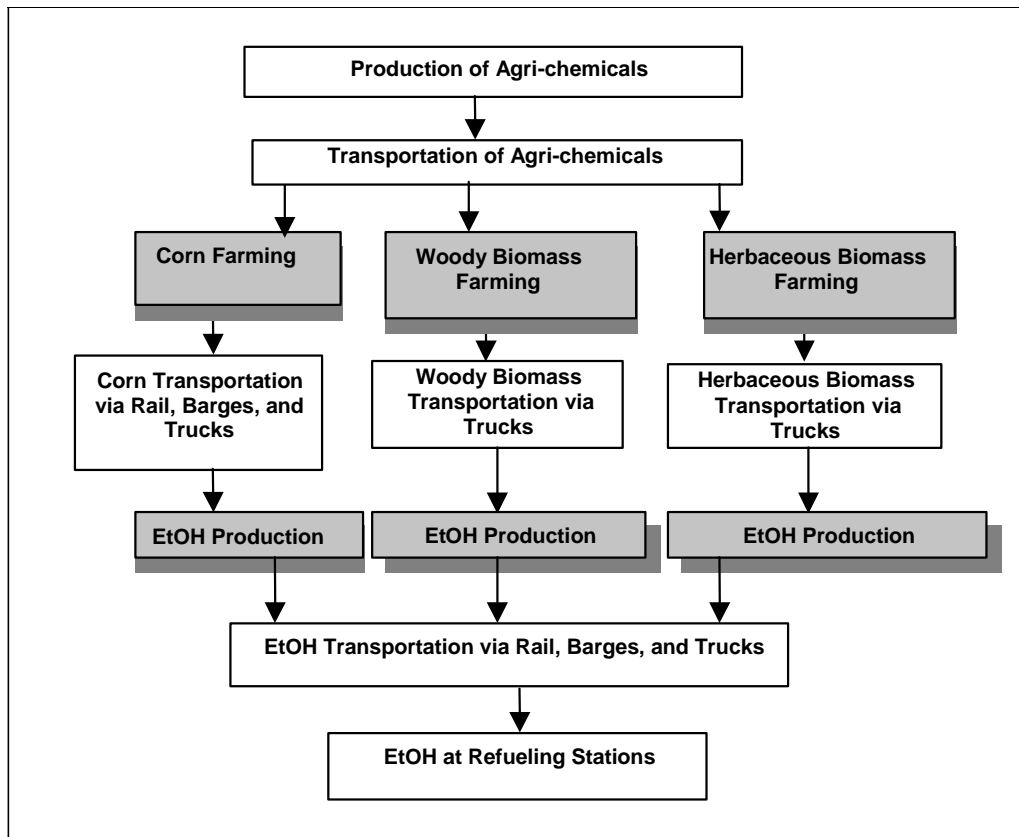 Production of Agri-chemicals
Transportation of Agri-chemicals
Corn Farming
Woody Biomass
Farming
Herbaceous Biomass
Farming
Corn Transportation
via Rail, Barges, and
Trucks
Woody Biomass
Transportation via
Trucks
Herbaceous Biomass
Transportation via
Trucks
EtOH Production
EtOH Production
EtOH Production
EtOH Transportation via Rail, Barges, and Trucks
EtOH at Refueling Stations